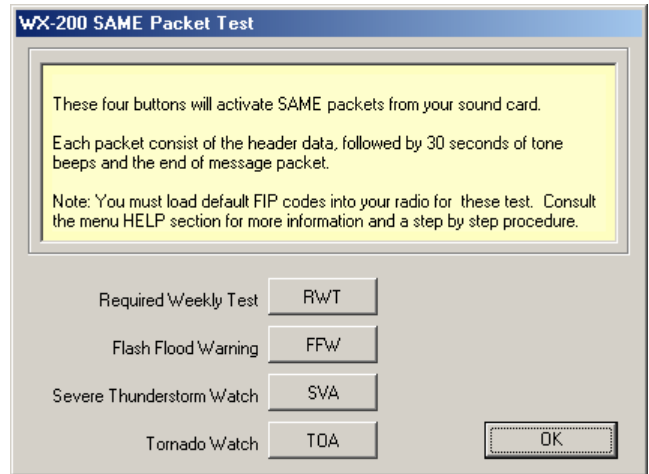 WX-200 SAME Packet Test
These four buttons will activate SAME packets from your sound card.
Each packet consist of the header data, followed by 30 seconds of tone
beeps and the end of message packet.
Note: You must load default FIP codes into your radio for these test. Consult
the menu HELP section for more information and a step by step procedure.
Required Weekly Test RWT
Flash Flood Warning FFW
Severe Thunderstorm Watch SVA
Tornado Watch TOA
OK